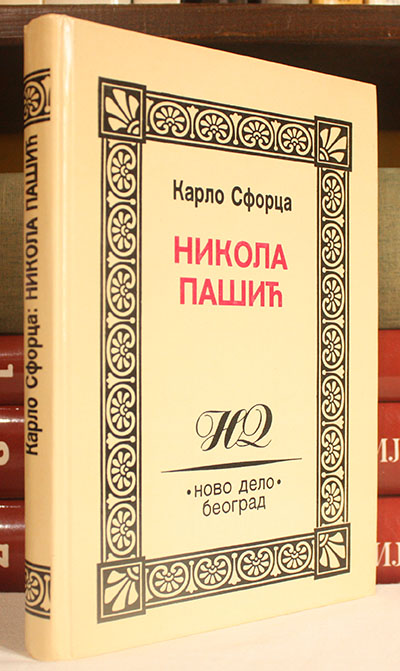 Карло Сфорца: НИКОЛА ПАШИЋ
Карло Сфорца
НИКОЛА
ПАШИЋ
НД
• ново дело •
београд